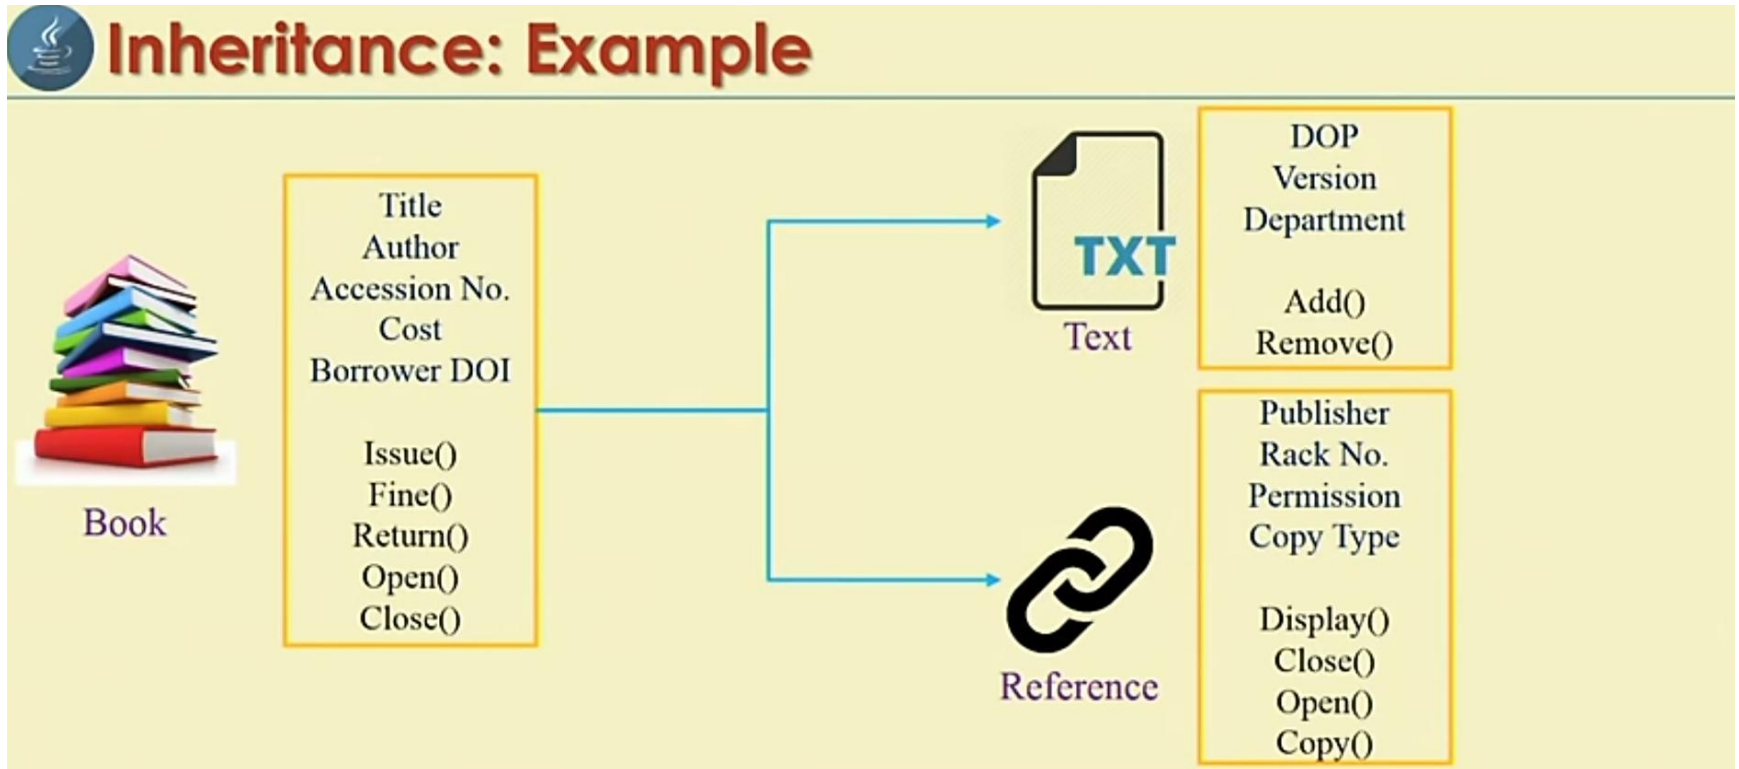 Inheritance: Example
Title
Author
Accession No.
Cost
Borrower DOI
Issue()
Fine()
Return()
Open()
Close()
Book
TXT
Text
DOP
Version
Department
Add()
Remove()
Reference
Publisher
Rack No.
Permission
Copy Type
Display()
Close()
Open()
Copy()